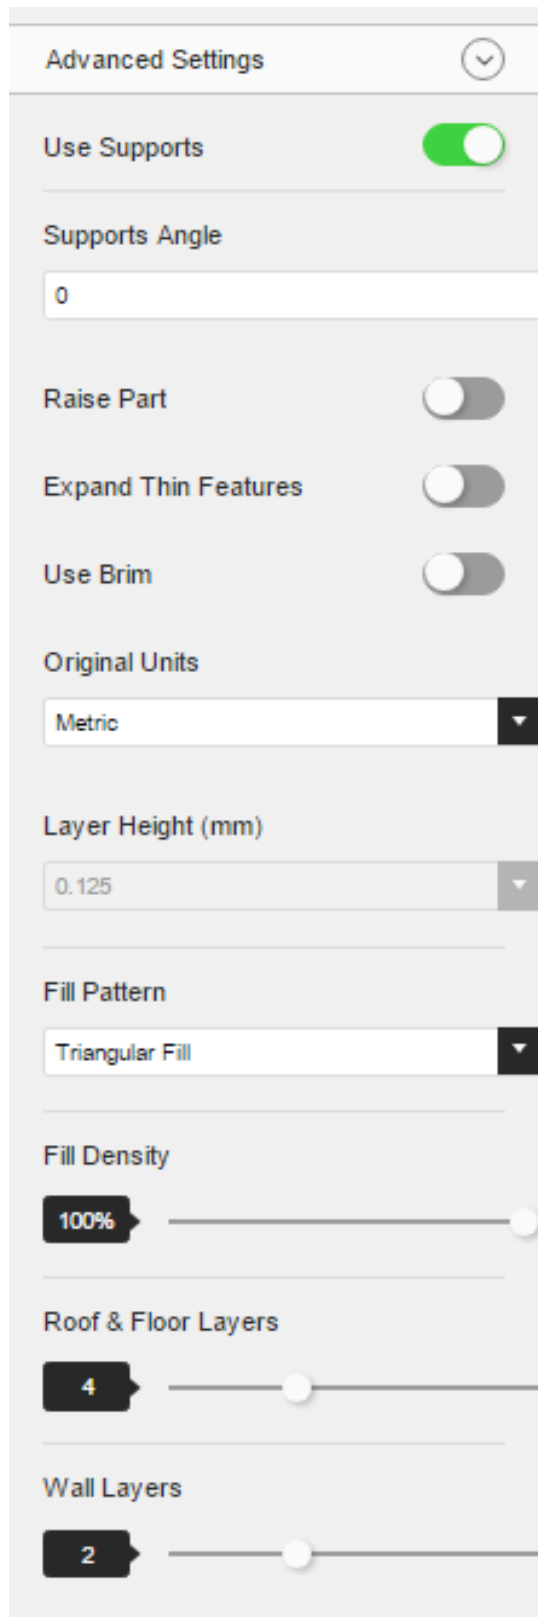 Advanced Settings
Use Supports
Supports Angle
0
Raise Part
Expand Thin Features
Use Brim
Original Units
Metric
Layer Height (mm)
0.125
Fill Pattern
Triangular Fill
Fill Density
100%
Roof & Floor Layers
4
Wall Layers
2